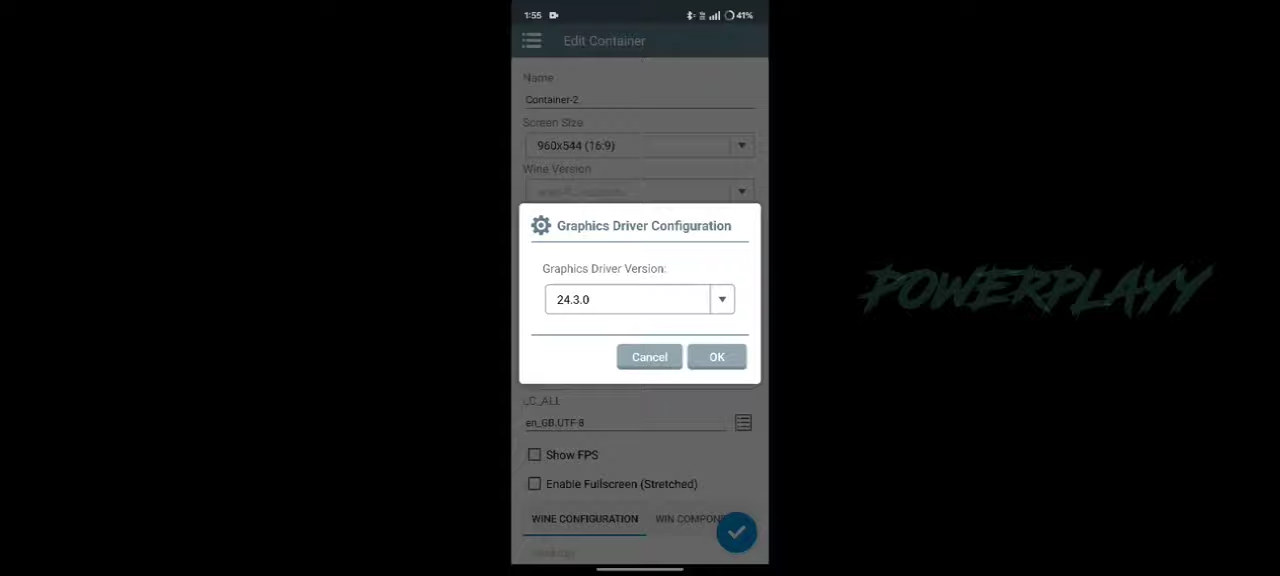 1:55
41%
Edit Container
Name
Container-2
Screen Size
960x544 (16:9)
Wine Version
Graphics Driver Configuration
Graphics Driver Version:
24.3.0
Cancel
OK
POWERPLAYY
LC_ALL
en_GB.UTF-8
Show FPS
Enable Fullscreen (Stretched)
WINE CONFIGURATION
WIN